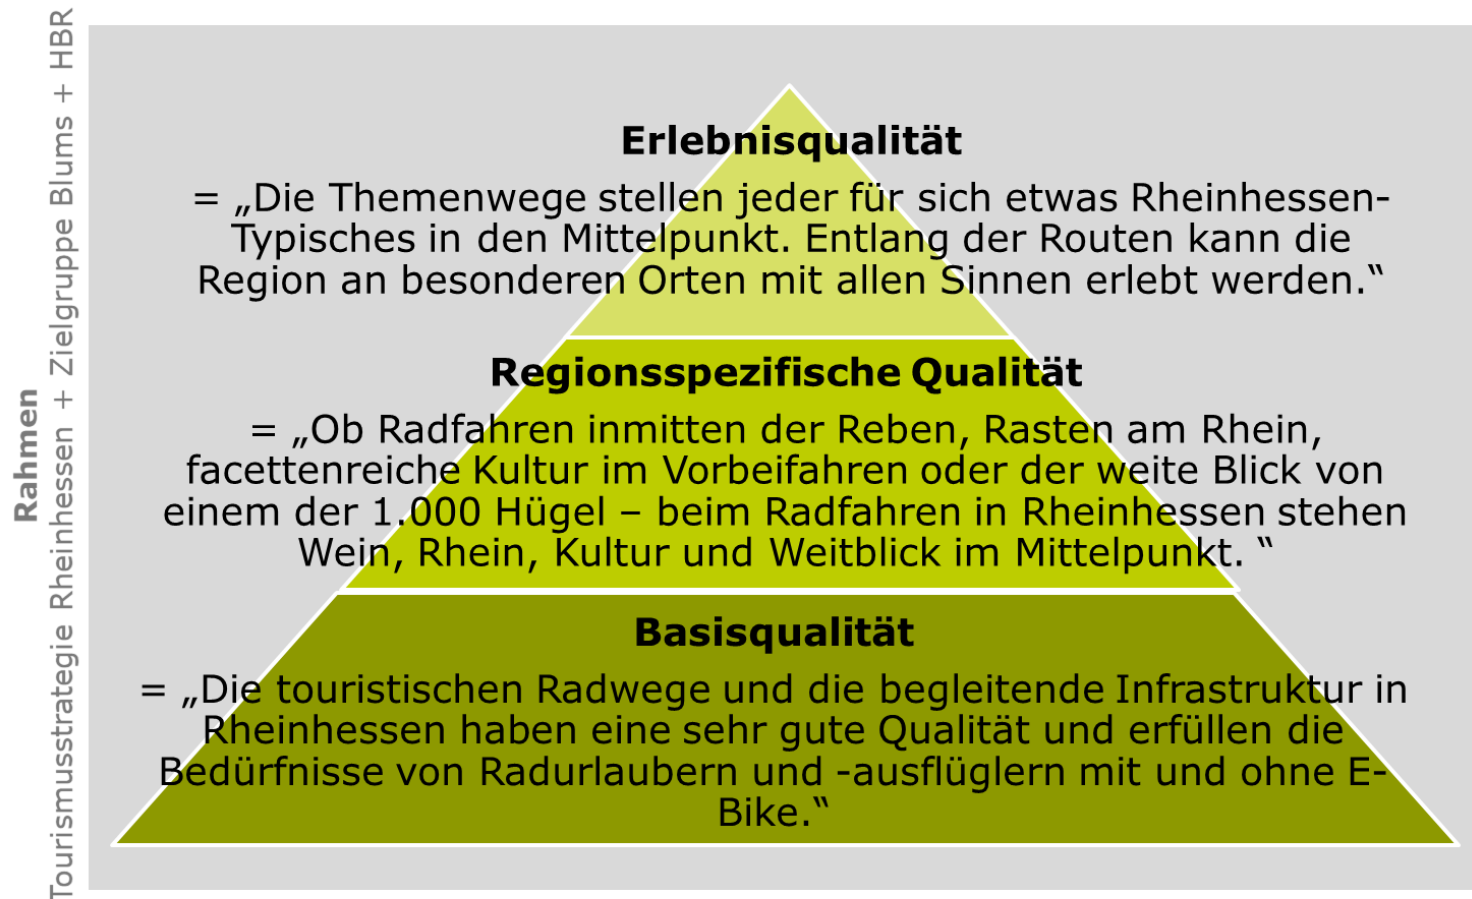 Rahmen
Tourismusstrategie Rheinhessen + Zielgruppe Blums + HBR
Erlebnisqualität
= „Die Themenwege stellen jeder für sich etwas Rheinhessen-
Typisches in den Mittelpunkt. Entlang der Routen kann die
Region an besonderen Orten mit allen Sinnen erlebt werden.“
Regionsspezifische Qualität
= „Ob Radfahren inmitten der Reben, Rasten am Rhein,
facettenreiche Kultur im Vorbeifahren oder der weite Blick von
einem der 1.000 Hügel – beim Radfahren in Rheinhessen stehen
Wein, Rhein, Kultur und Weitblick im Mittelpunkt. “
Basisqualität
= „Die touristischen Radwege und die begleitende Infrastruktur in
Rheinhessen haben eine sehr gute Qualität und erfüllen die
Bedürfnisse von Radurlaubern und -ausflüglern mit und ohne E-
Bike.“